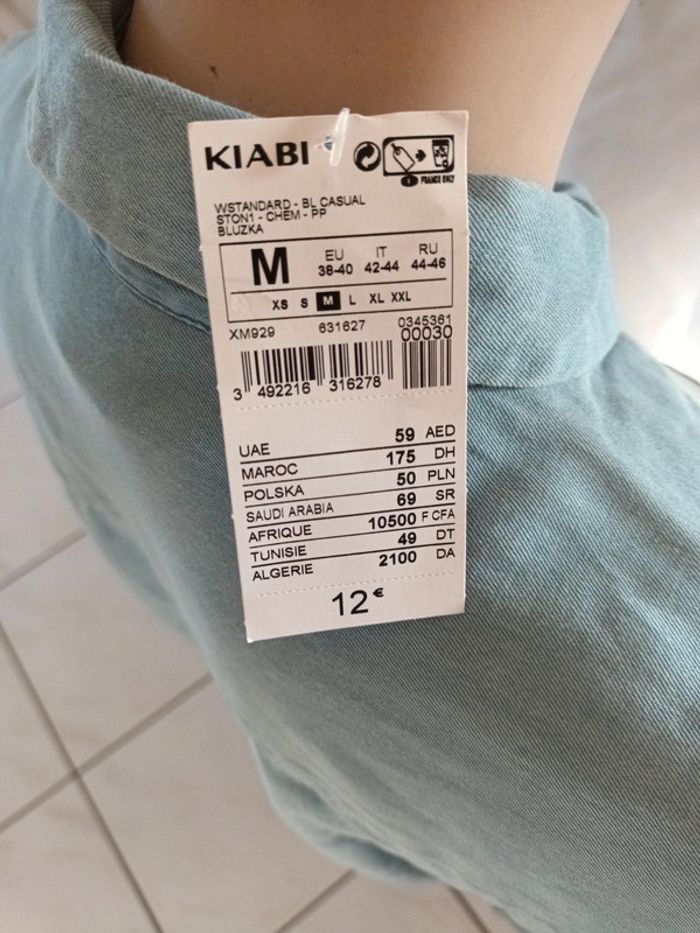 KIABI
FRANCE ONLY
WSTANDARD - BL CASUAL
STON1 - CHEM - PP
BLUZKA
M EU IT RU
38-40 42-44 44-46
XS S M L XL XXL
XM929 631627 0345361
00030
3 492216 316278
UAE 59 AED
MAROC 175 DH
POLSKA 50 PLN
SAUDI ARABIA 69 SR
AFRIQUE 10500 F CFA
TUNISIE 49 DT
ALGERIE 2100 DA
12 €